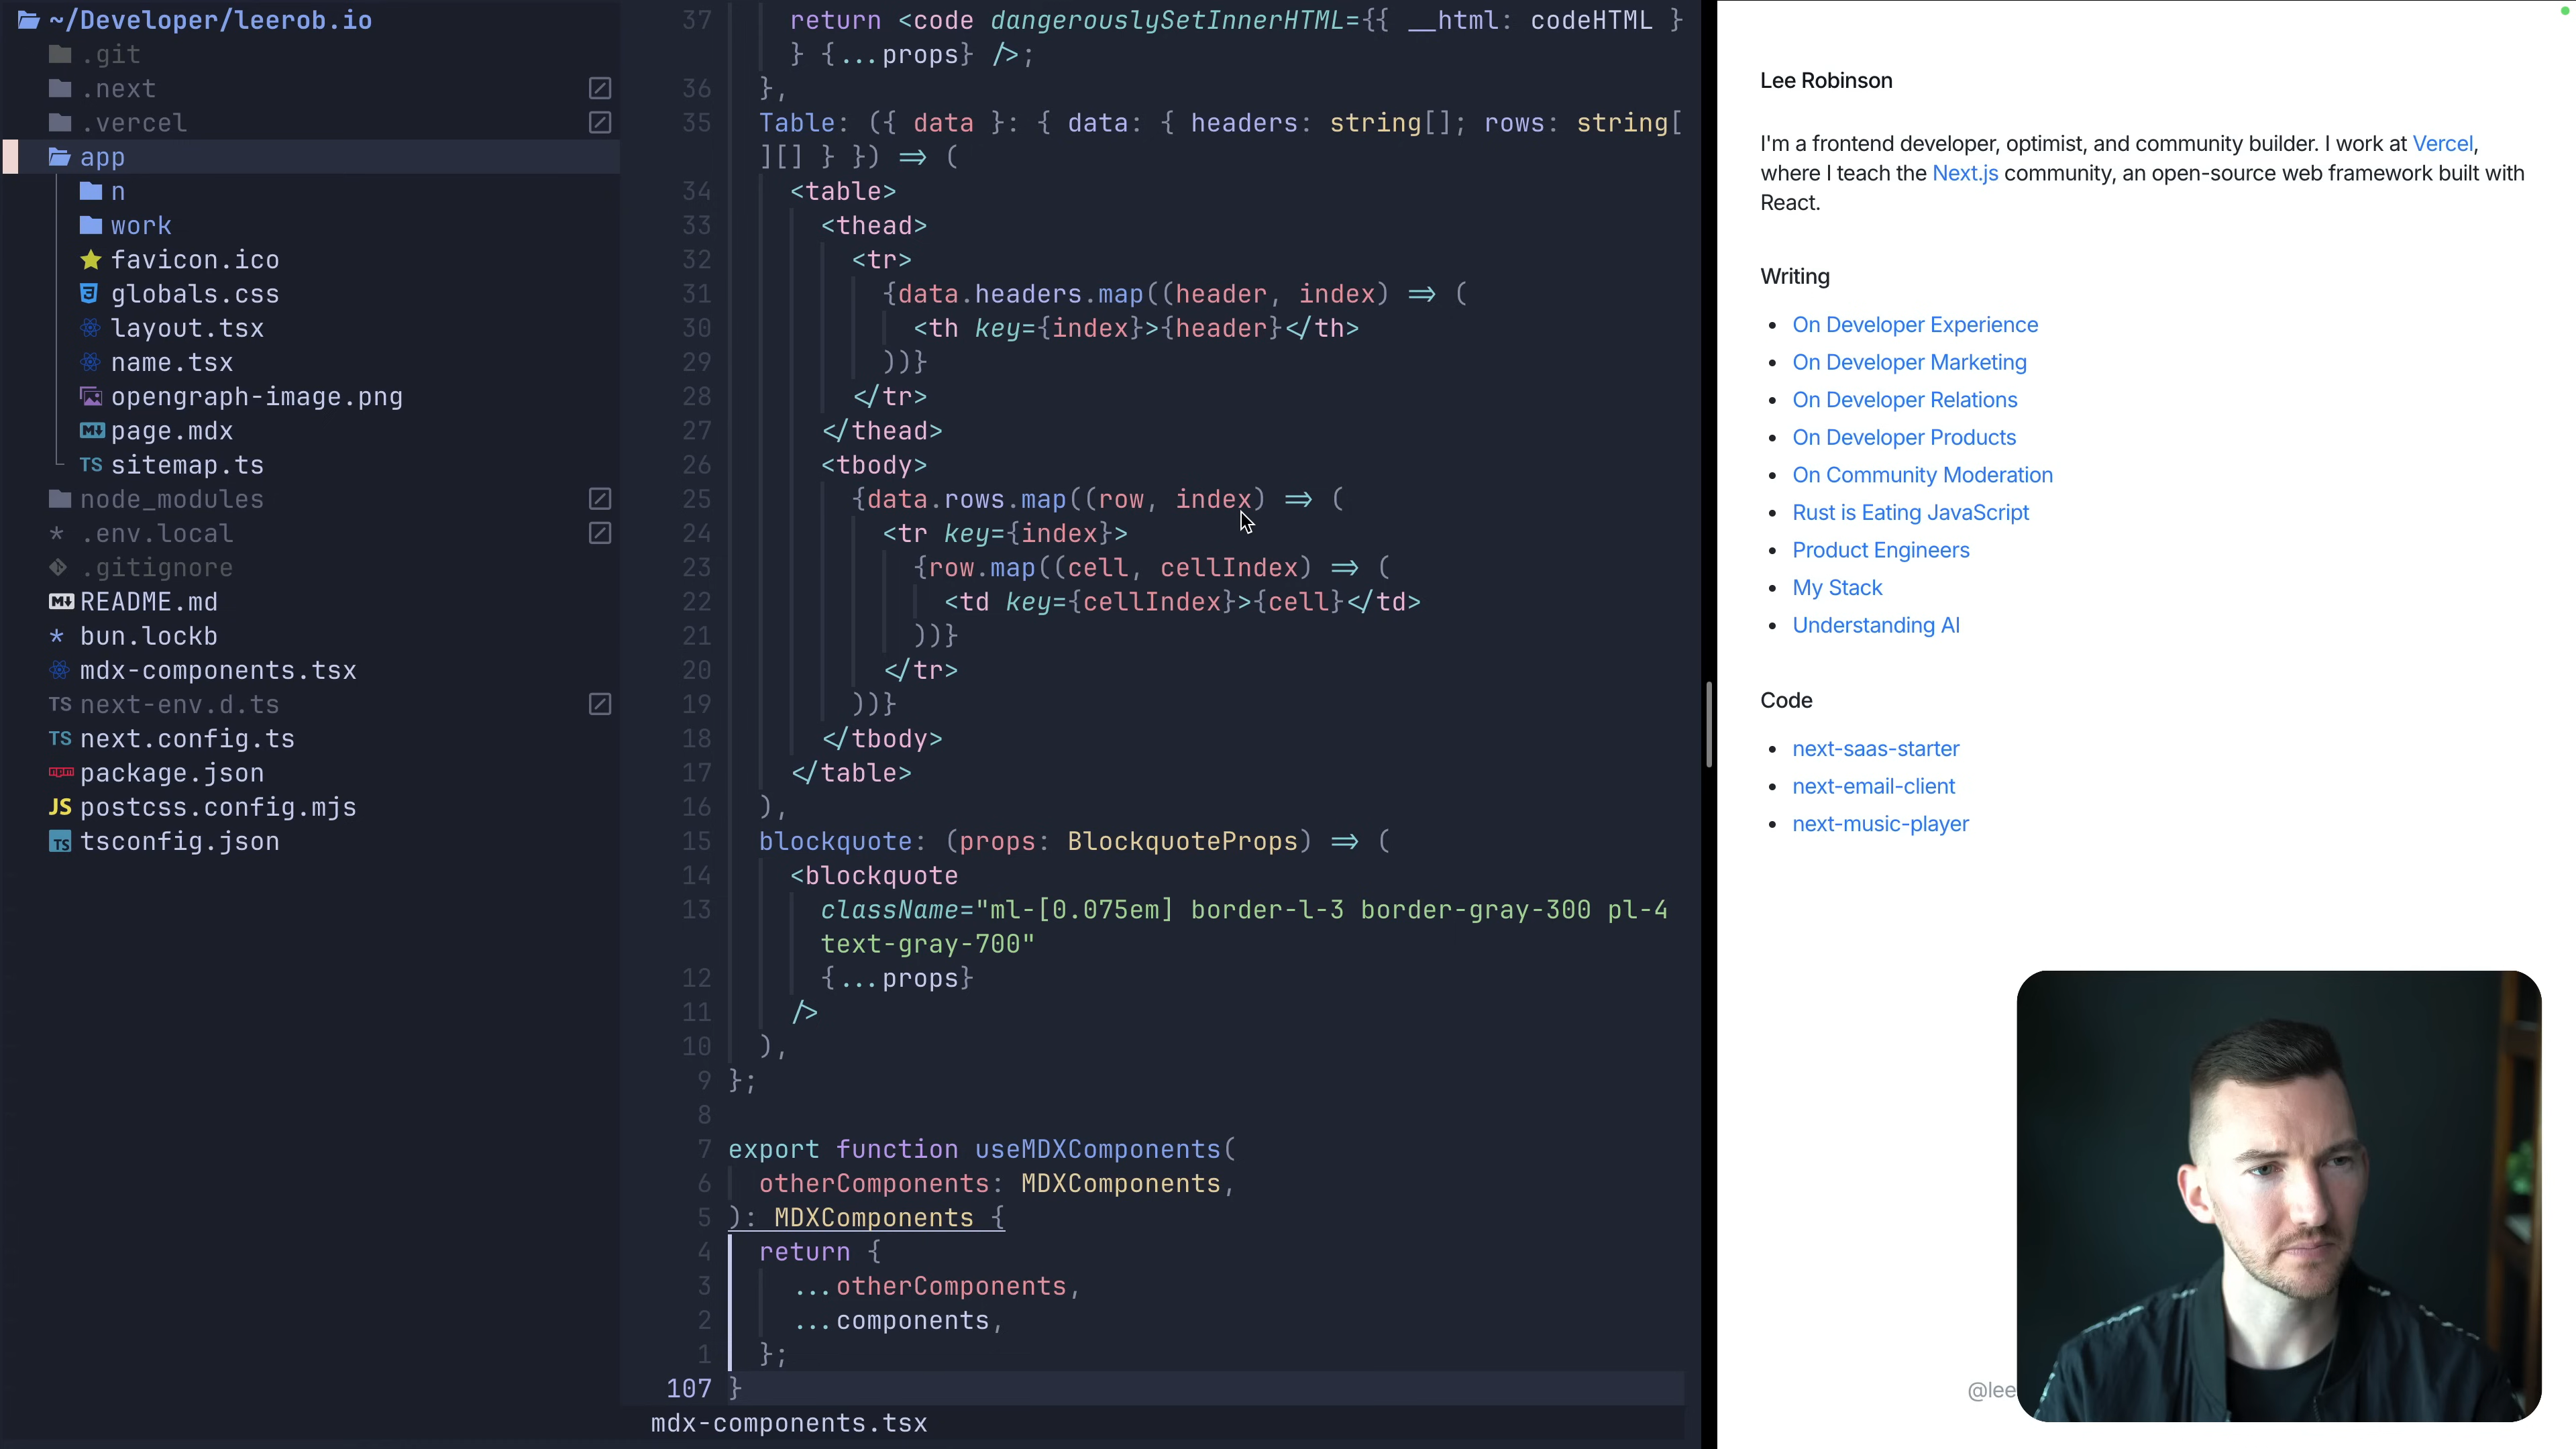 ~/Developer/leerob.io
.git
.next
.vercel
app
n
work
favicon.ico
globals.css
layout.tsx
name.tsx
opengraph-image.png
page.mdx
TS sitemap.ts
node_modules
* .env.local
.gitignore
README.md
* bun.lockb
mdx-components.tsx
TS next-env.d.ts
TS next.config.ts
package.json
JS postcss.config.mjs
TS tsconfig.json
37 return <code dangerouslySetInnerHTML={{ __html: codeHTML }
} {...props} />;
36 },
35 Table: ({ data }: { data: { headers: string[]; rows: string[
][] } }) => (
34 <table>
33 <thead>
32 <tr>
31 {data.headers.map((header, index) => (
30 <th key={index}>{header}</th>
29 ))}
28 </tr>
27 </thead>
26 <tbody>
25 {data.rows.map((row, index) => (
24 <tr key={index}>
23 {row.map((cell, cellIndex) => (
22 <td key={cellIndex}>{cell}</td>
21 ))}
20 </tr>
19 ))}
18 </tbody>
17 </table>
16 ),
15 blockquote: (props: BlockquoteProps) => (
14 <blockquote
13 className="ml-[0.075em] border-l-3 border-gray-300 pl-4
text-gray-700"
12 {...props}
11 />
10 ),
9 };
8
7 export function useMDXComponents(
6 otherComponents: MDXComponents,
5 ): MDXComponents {
4 return {
3 ...otherComponents,
2 ...components,
1 };
107 }
mdx-components.tsx
Lee Robinson
I'm a frontend developer, optimist, and community builder. I work at Vercel,
where I teach the Next.js community, an open-source web framework built with
React.
Writing
• On Developer Experience
• On Developer Marketing
• On Developer Relations
• On Developer Products
• On Community Moderation
• Rust is Eating JavaScript
• Product Engineers
• My Stack
• Understanding AI
Code
• next-saas-starter
• next-email-client
• next-music-player
@lee